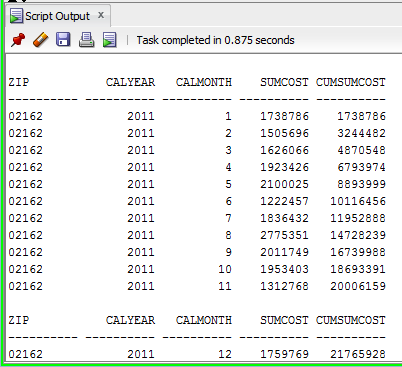 Script Output x
Task completed in 0.875 seconds
ZIP CALYEAR CALMONTH SUMCOST CUMSUMCOST
---------- ---------- ---------- ---------- ----------
02162 2011 1 1738786 1738786
02162 2011 2 1505696 3244482
02162 2011 3 1626066 4870548
02162 2011 4 1923426 6793974
02162 2011 5 2100025 8893999
02162 2011 6 1222457 10116456
02162 2011 7 1836432 11952888
02162 2011 8 2775351 14728239
02162 2011 9 2011749 16739988
02162 2011 10 1953403 18693391
02162 2011 11 1312768 20006159
ZIP CALYEAR CALMONTH SUMCOST CUMSUMCOST
---------- ---------- ---------- ---------- ----------
02162 2011 12 1759769 21765928